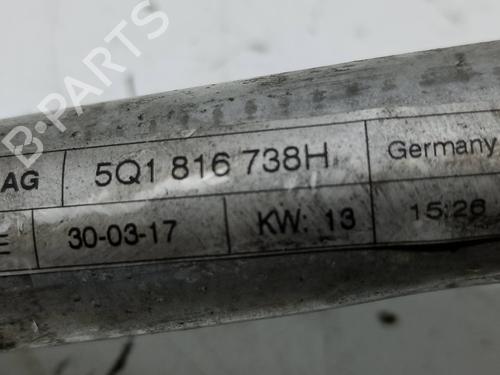 B-PARTS
AG 5Q1 816 738H Germany
E 30-03-17 KW: 13 15:26